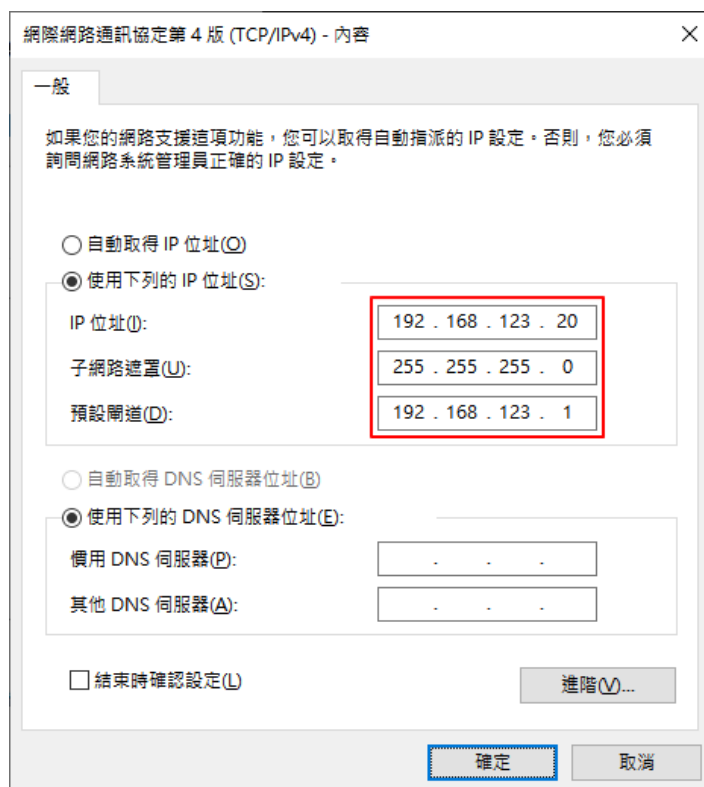 網際網路通訊協定第 4 版 (TCP/IPv4) - 內容
一般
如果您的網路支援這項功能，您可以取得自動指派的 IP 設定。否則，您必須
詢問網路系統管理員正確的 IP 設定。
自動取得 IP 位址(O)
使用下列的 IP 位址(S):
IP 位址(I): 192 . 168 . 123 . 20
子網路遮罩(U): 255 . 255 . 255 . 0
預設閘道(D): 192 . 168 . 123 . 1
自動取得 DNS 伺服器位址(B)
使用下列的 DNS 伺服器位址(E):
慣用 DNS 伺服器(P): . . .
其他 DNS 伺服器(A): . . .
結束時確認設定(L)
進階(V)...
確定 取消